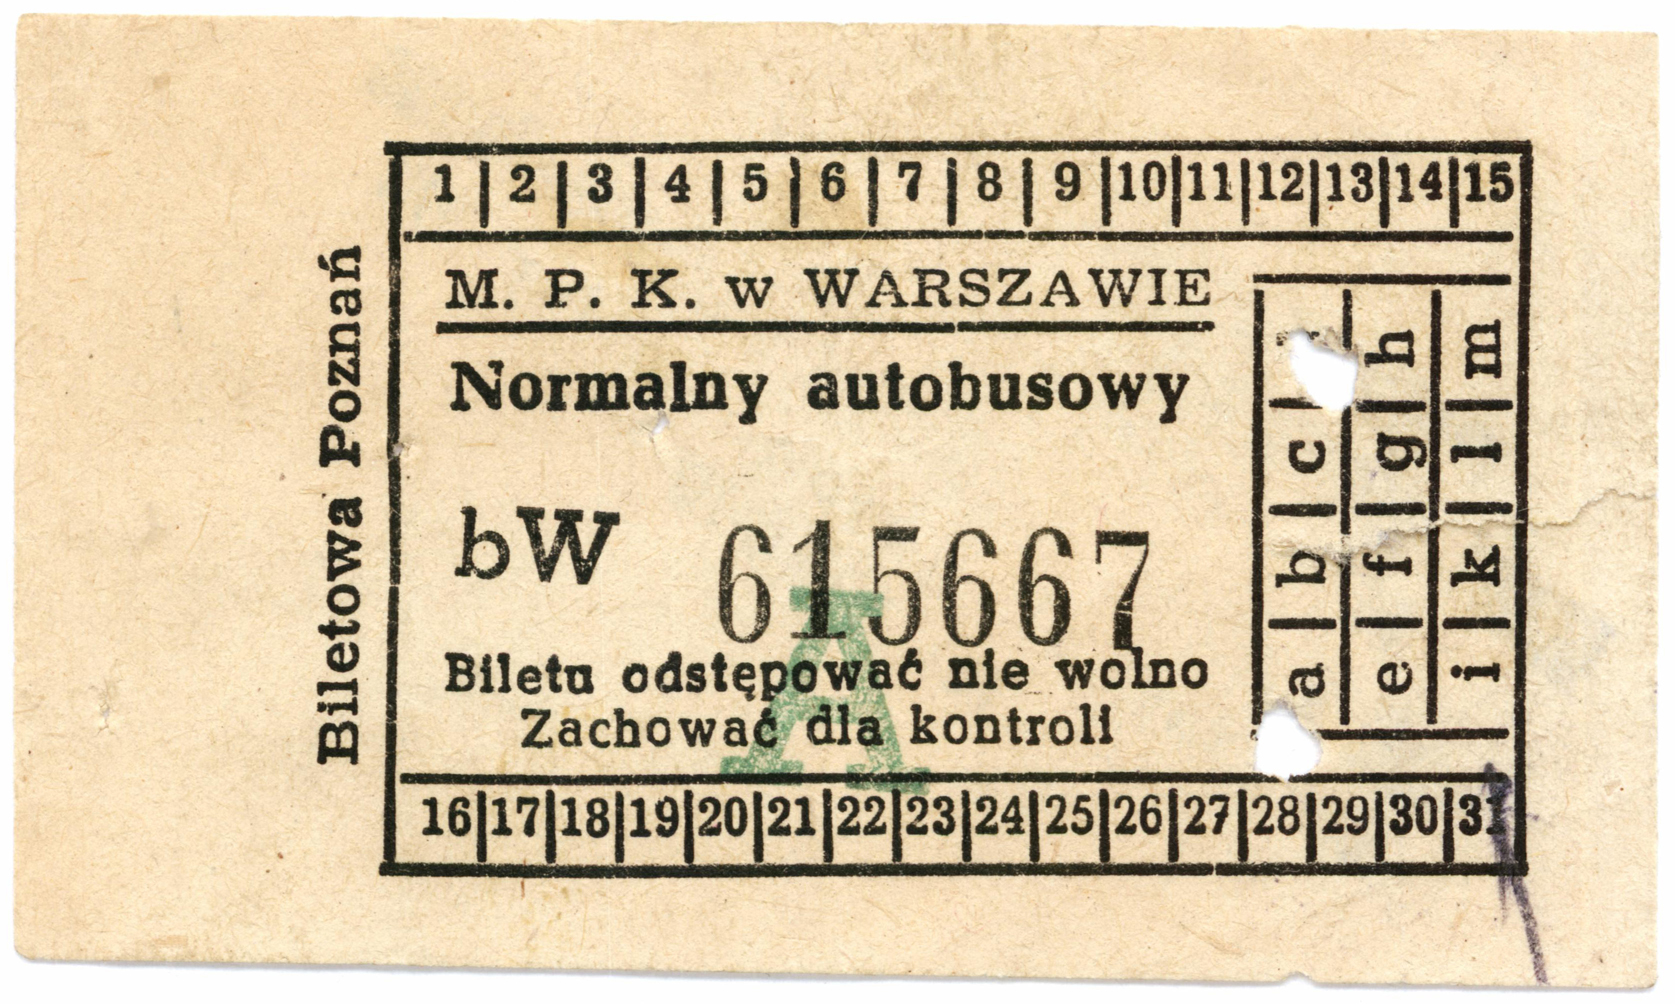 1 | 2 | 3 | 4 | 5 | 6 | 7 | 8 | 9 | 10 | 11 | 12 | 13 | 14 | 15
Biletowa Poznań
M. P. K. w WARSZAWIE
Normalny autobusowy
bW 615667
A
Biletu odstępować nie wolno
Zachować dla kontroli
a | b | c
e | f | g | h
i | k | l | m
16 | 17 | 18 | 19 | 20 | 21 | 22 | 23 | 24 | 25 | 26 | 27 | 28 | 29 | 30 | 31